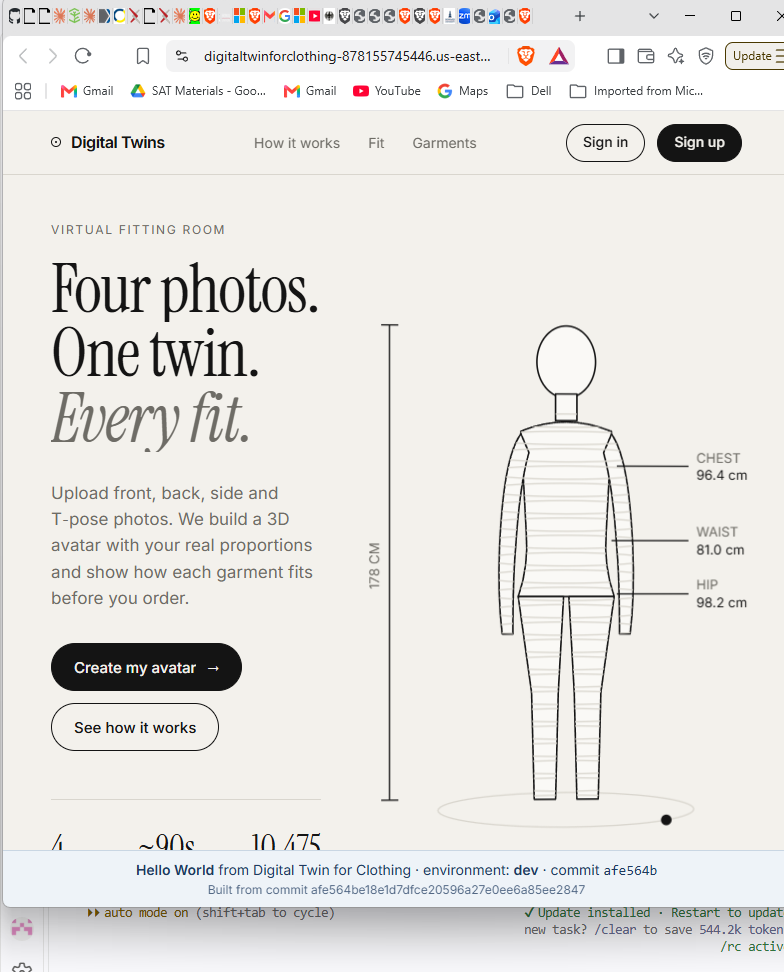 digitaltwinforclothing-878155745446.us-east...
Update
Gmail
SAT Materials - Goo...
Gmail
YouTube
Maps
Dell
Imported from Mic...
Digital Twins
How it works
Fit
Garments
Sign in
Sign up
VIRTUAL FITTING ROOM
Four photos.
One twin.
Every fit.
Upload front, back, side and
T-pose photos. We build a 3D
avatar with your real proportions
and show how each garment fits
before you order.
Create my avatar →
See how it works
178 CM
CHEST
96.4 cm
WAIST
81.0 cm
HIP
98.2 cm
4
~90s
10,475
Hello World from Digital Twin for Clothing · environment: dev · commit afe564b
Built from commit afe564be18e1d7dfce20596a27e0ee6a85ee2847
auto mode on (shift+tab to cycle)
✓Update installed · Restart to updat
new task? /clear to save 544.2k token
/rc activ